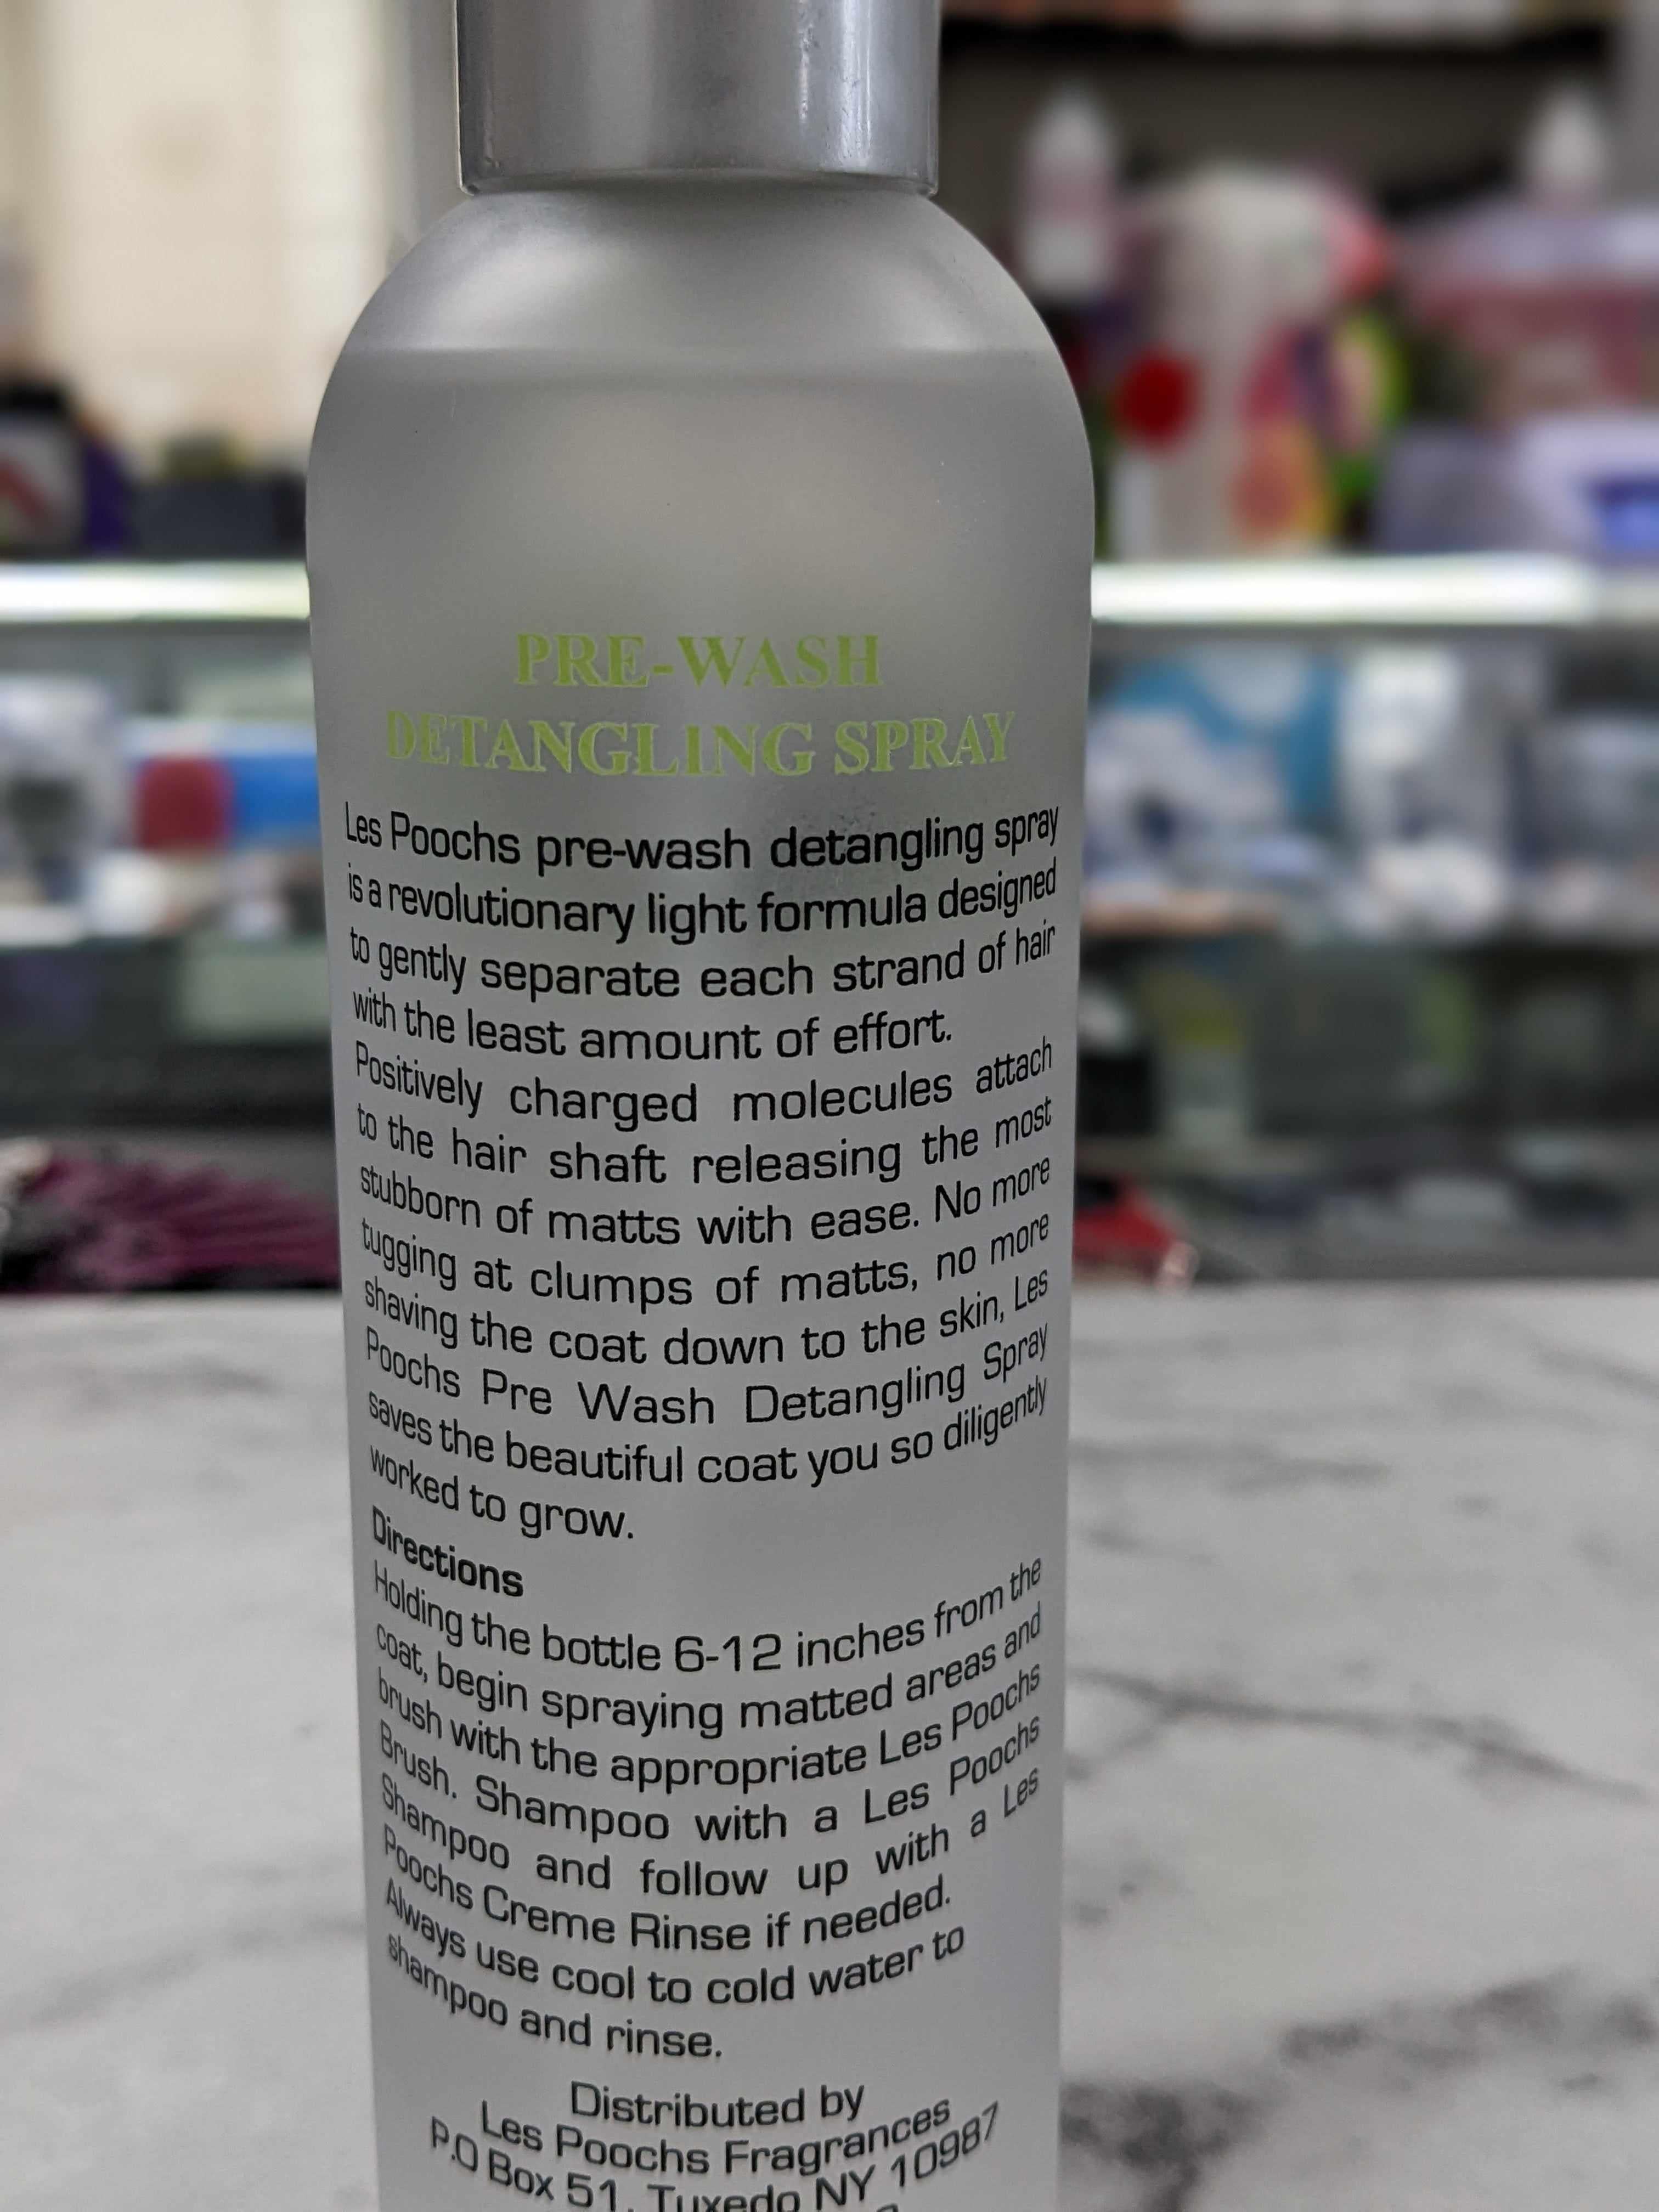 PRE-WASH
DETANGLING SPRAY
Les Poochs pre-wash detangling spray
is a revolutionary light formula designed
to gently separate each strand of hair
with the least amount of effort.
Positively charged molecules attach
to the hair shaft releasing the most
stubborn of matts with ease. No more
tugging at clumps of matts, no more
shaving the coat down to the skin, Les
Poochs Pre Wash Detangling Spray
saves the beautiful coat you so diligently
worked to grow.
Directions
Holding the bottle 6-12 inches from the
coat, begin spraying matted areas and
brush with the appropriate Les Poochs
Brush. Shampoo with a Les Poochs
Shampoo and follow up with a Les
Poochs Creme Rinse if needed.
Always use cool to cold water to
shampoo and rinse.
Distributed by
Les Poochs Fragrances
P.O Box 51, Tuxedo NY 10987